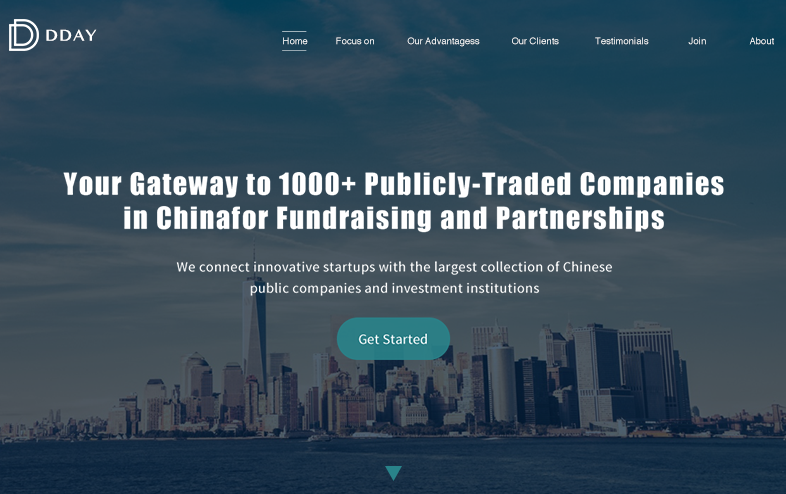 DDAY
Home Focus on Our Advantagess Our Clients Testimonials Join About
Your Gateway to 1000+ Publicly-Traded Companies
in Chinafor Fundraising and Partnerships
We connect innovative startups with the largest collection of Chinese
public companies and investment institutions
Get Started